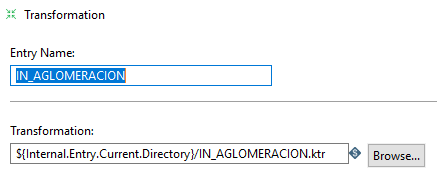 Transformation
Entry Name:
IN_AGLOMERACION
Transformation:
${Internal.Entry.Current.Directory}/IN_AGLOMERACION.ktr
S
Browse...